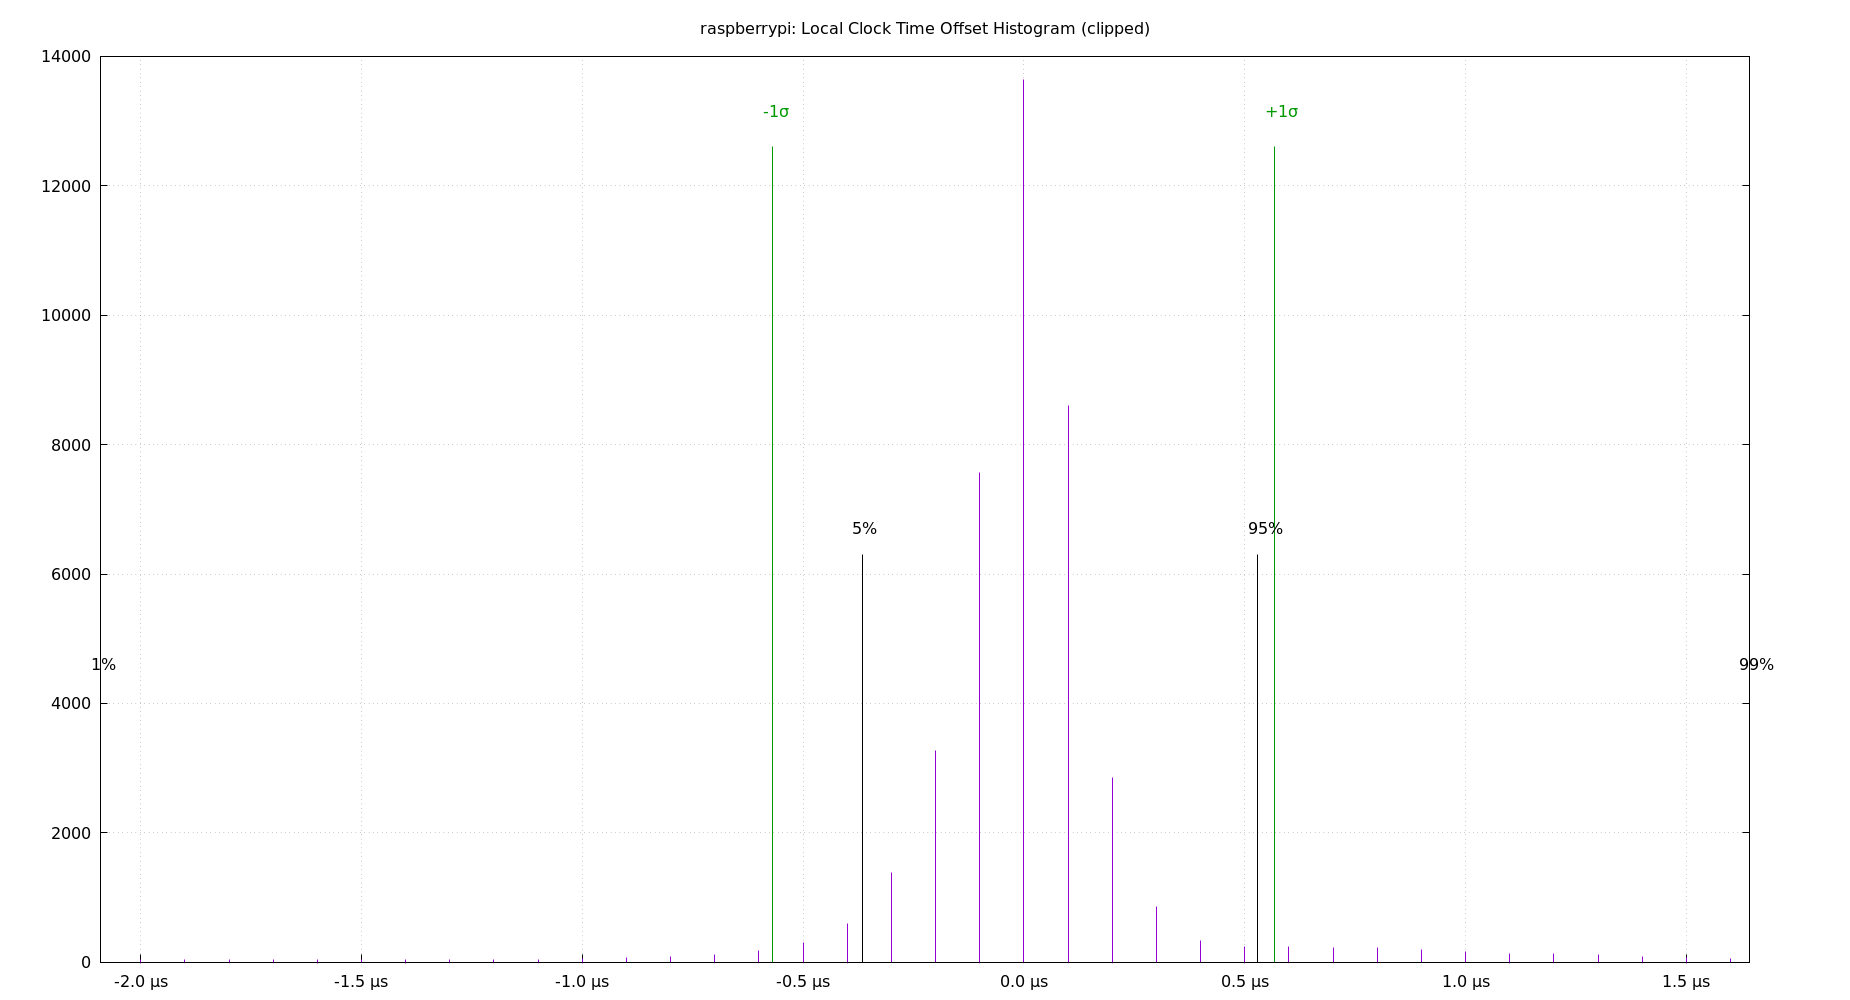 raspberrypi: Local Clock Time Offset Histogram (clipped)
14000
-1σ
+1σ
12000
10000
8000
5%
95%
6000
1%
99%
4000
2000
0
-2.0 µs
-1.5 µs
-1.0 µs
-0.5 µs
0.0 µs
0.5 µs
1.0 µs
1.5 µs